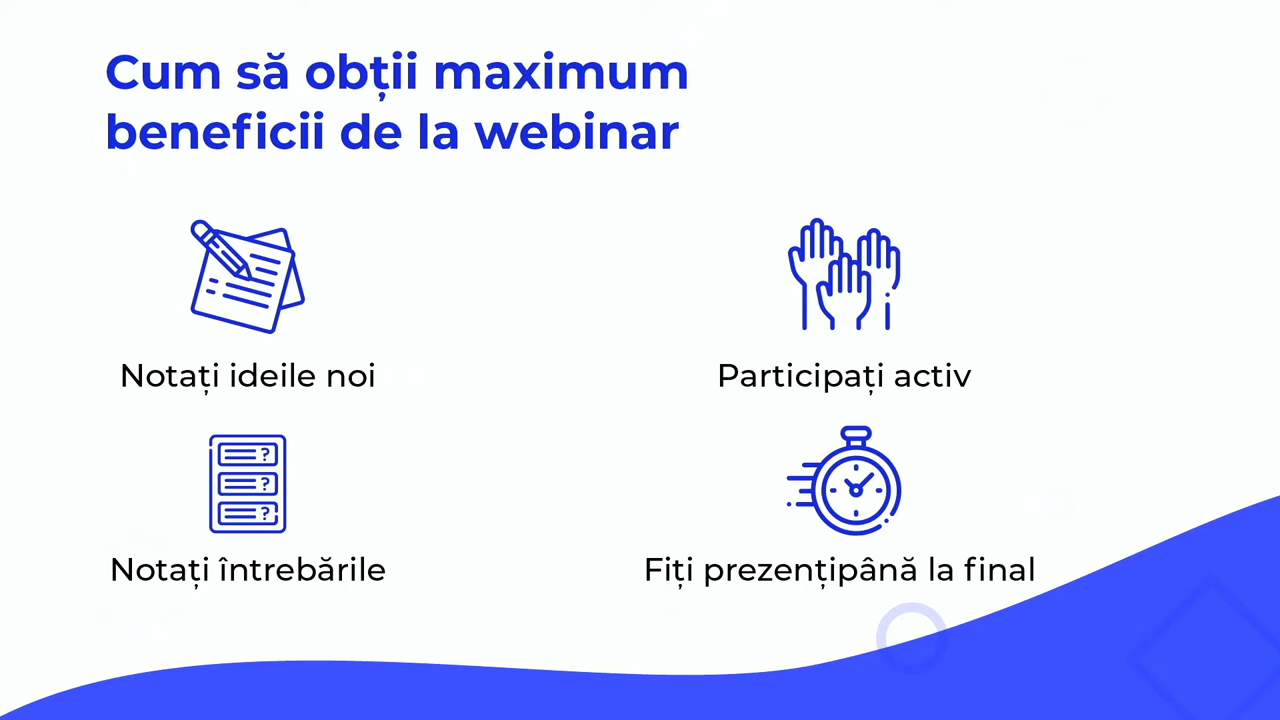 Cum să obții maximum
beneficii de la webinar
Notați ideile noi
Participați activ
?
?
?
Notați întrebările
Fiți prezențipână la final